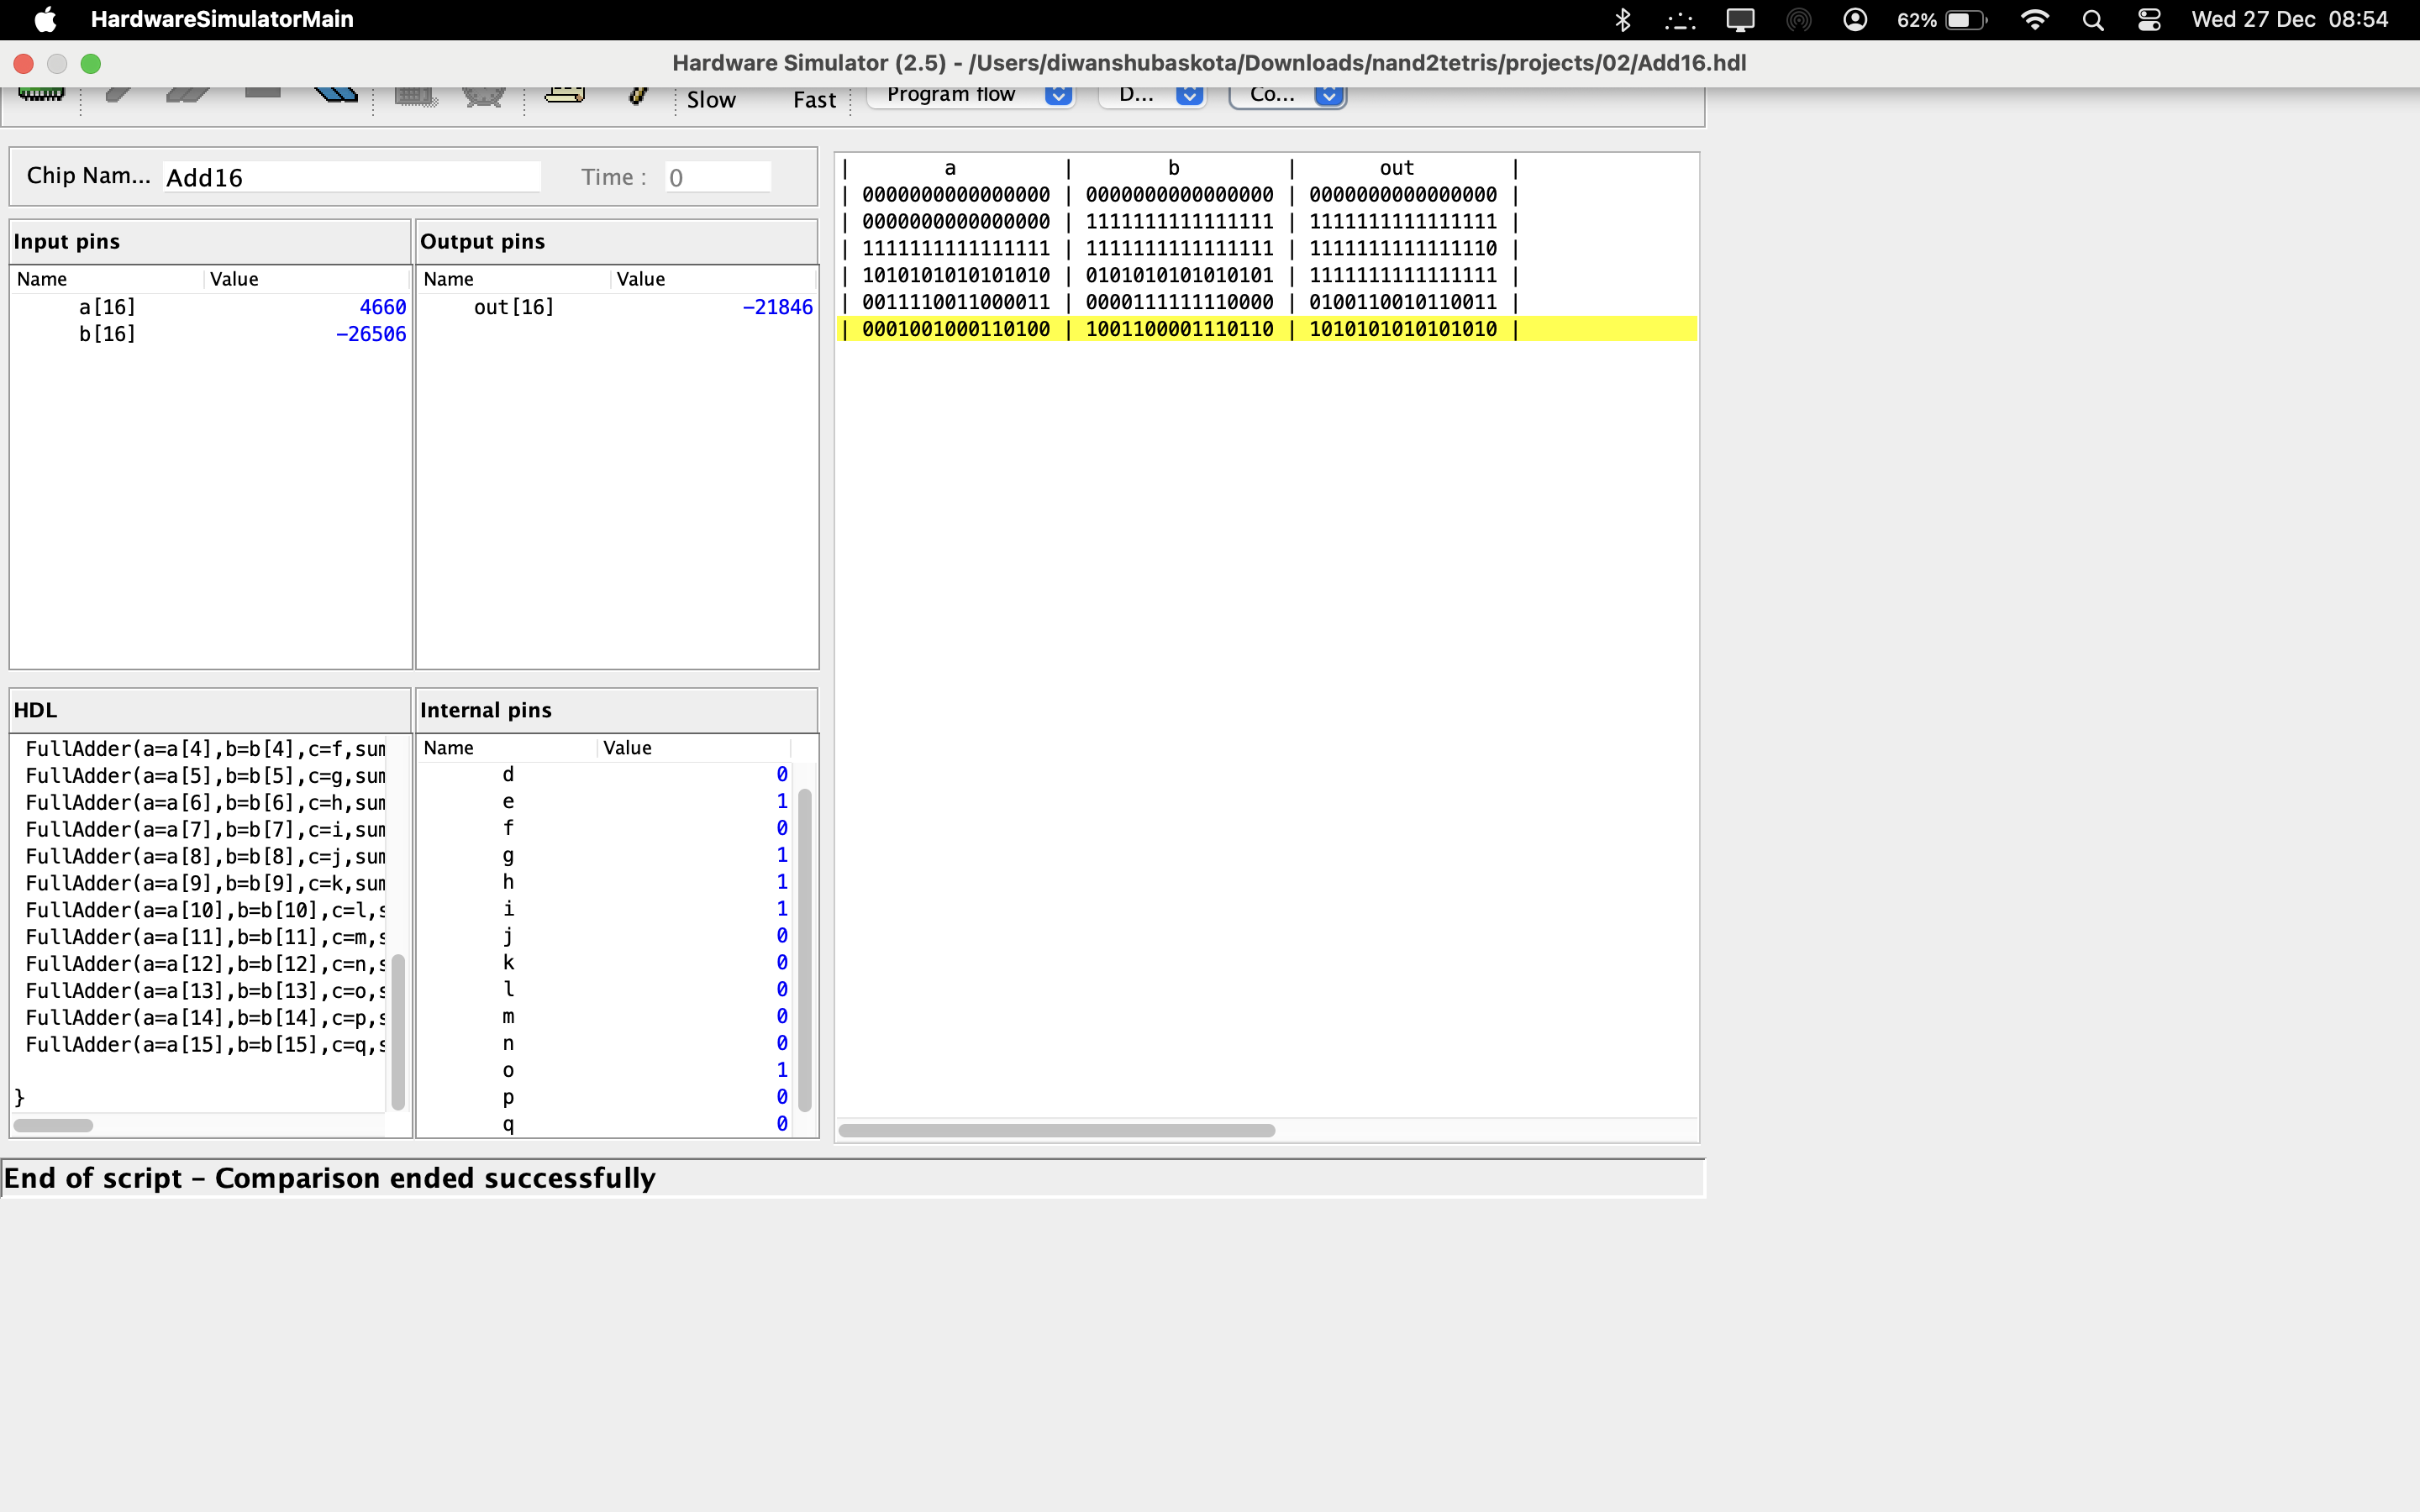 HardwareSimulatorMain
62%
Wed 27 Dec 08:54
Hardware Simulator (2.5) - /Users/diwanshubaskota/Downloads/nand2tetris/projects/02/Add16.hdl
Slow Fast Program flow D... Co...
Chip Nam... Add16 Time : 0
Input pins
Name Value
a[16] 4660
b[16] -26506
Output pins
Name Value
out[16] -21846
| a | b | out |
| 0000000000000000 | 0000000000000000 | 0000000000000000 |
| 0000000000000000 | 1111111111111111 | 1111111111111111 |
| 1111111111111111 | 1111111111111111 | 1111111111111110 |
| 1010101010101010 | 0101010101010101 | 1111111111111111 |
| 0011110011000011 | 0000111111110000 | 0100110010110011 |
| 0001001000110100 | 1001100001110110 | 1010101010101010 |
HDL
FullAdder(a=a[4],b=b[4],c=f,sum
FullAdder(a=a[5],b=b[5],c=g,sum
FullAdder(a=a[6],b=b[6],c=h,sum
FullAdder(a=a[7],b=b[7],c=i,sum
FullAdder(a=a[8],b=b[8],c=j,sum
FullAdder(a=a[9],b=b[9],c=k,sum
FullAdder(a=a[10],b=b[10],c=l,s
FullAdder(a=a[11],b=b[11],c=m,s
FullAdder(a=a[12],b=b[12],c=n,s
FullAdder(a=a[13],b=b[13],c=o,s
FullAdder(a=a[14],b=b[14],c=p,s
FullAdder(a=a[15],b=b[15],c=q,s
}
Internal pins
Name Value
d 0
e 1
f 0
g 1
h 1
i 1
j 0
k 0
l 0
m 0
n 0
o 1
p 0
q 0
End of script - Comparison ended successfully